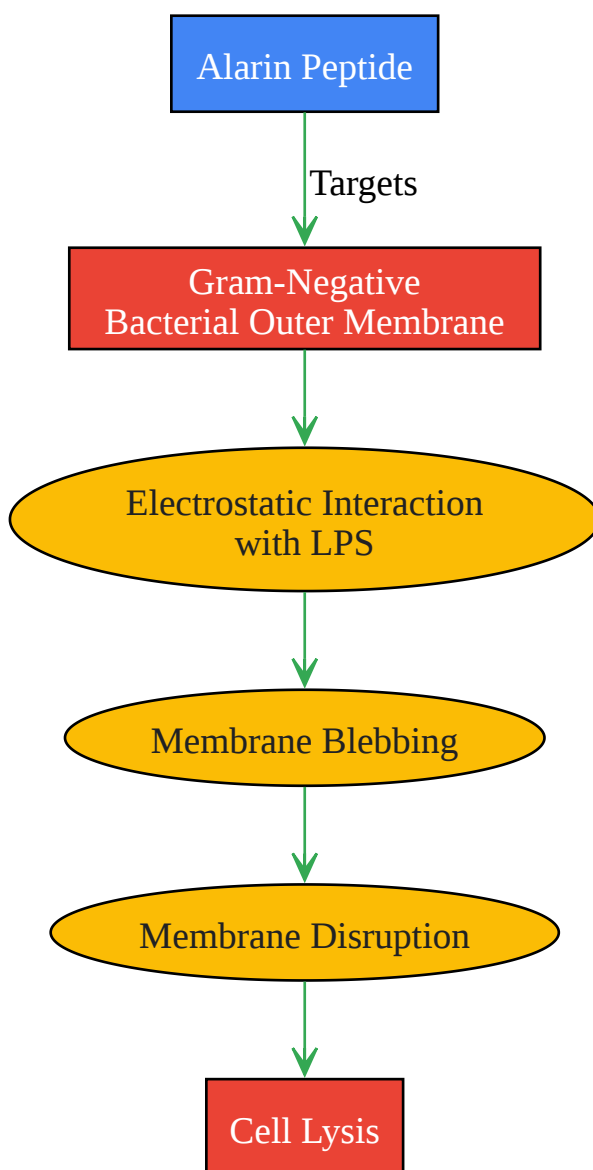 Alarin Peptide
Targets
Gram-Negative
Bacterial Outer Membrane
Electrostatic Interaction
with LPS
Membrane Blebbing
Membrane Disruption
Cell Lysis